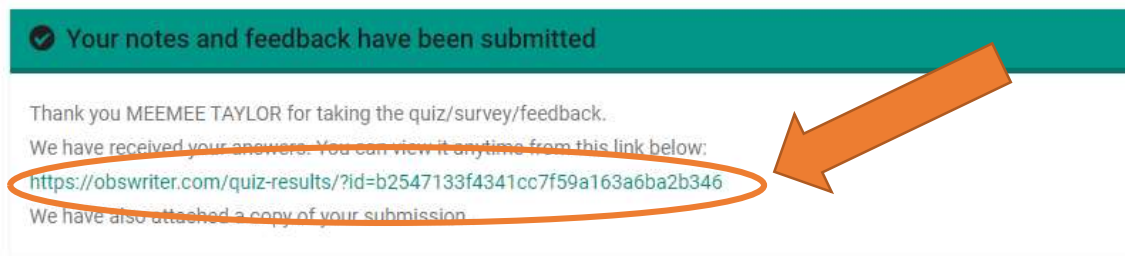 Your notes and feedback have been submitted
Thank you MEEMEE TAYLOR for taking the quiz/survey/feedback.
We have received your answers. You can view it anytime from this link below:
https://obswriter.com/quiz-results/?id=b2547133f4341cc7f59a163a6ba2b346
We have also attached a copy of your submission